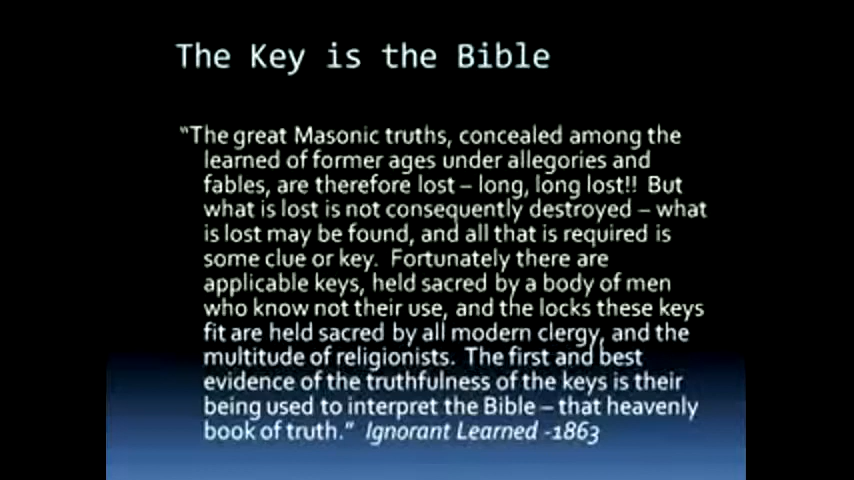 The Key is the Bible
“The great Masonic truths, concealed among the
learned of former ages under allegories and
fables, are therefore lost – long, long lost!! But
what is lost is not consequently destroyed – what
is lost may be found, and all that is required is
some clue or key. Fortunately there are
applicable keys, held sacred by a body of men
who know not their use, and the locks these keys
fit are held sacred by all modern clergy, and the
multitude of religionists. The first and best
evidence of the truthfulness of the keys is their
being used to interpret the Bible – that heavenly
book of truth.” Ignorant Learned -1863